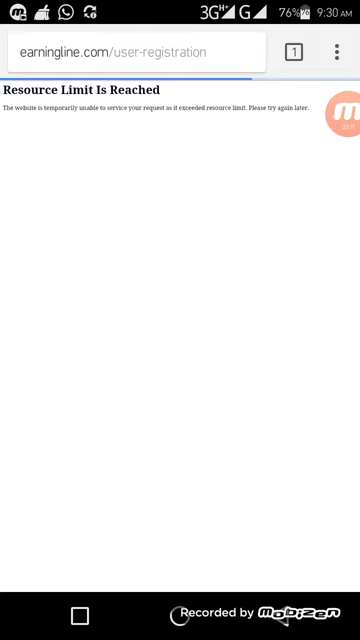 3G H+ G 76% 9:30 AM
earningline.com/user-registration 1
Resource Limit Is Reached
The website is temporarily unable to service your request as it exceeded resource limit. Please try again later.
Recorded by mobizen